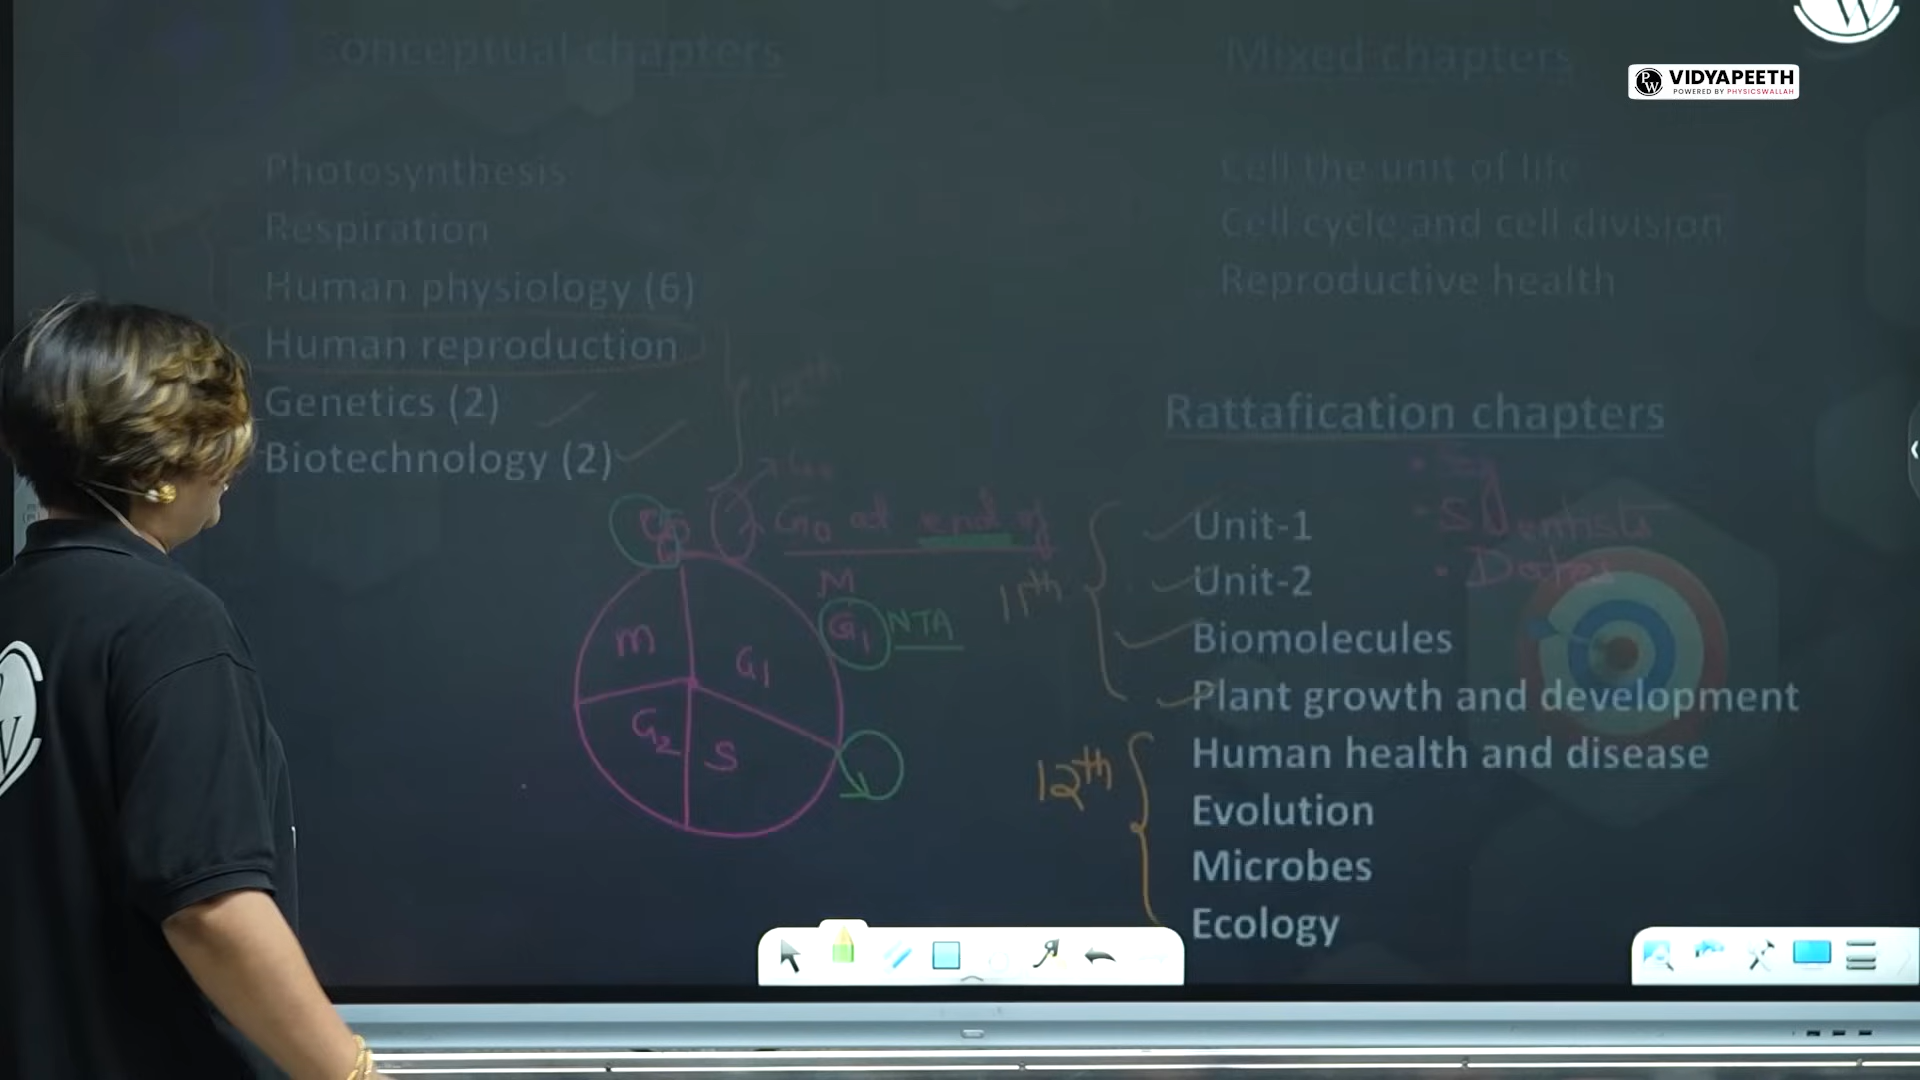 Conceptual chapters
Photosynthesis
Respiration
Human physiology (6)
Human reproduction
Genetics (2)
Biotechnology (2)
12th
G0 at end of
M
G1 NTA
M
G1
G2
S
Mixed chapters
VIDYAPEETH
POWERED BY PHYSICSWALLAH
Cell the unit of life
Cell cycle and cell division
Reproductive health
Rattafication chapters
Unit-1
Unit-2
Biomolecules
Plant growth and development
Human health and disease
Evolution
Microbes
Ecology
11th
12th
• Eg
• SDentists
• Dates